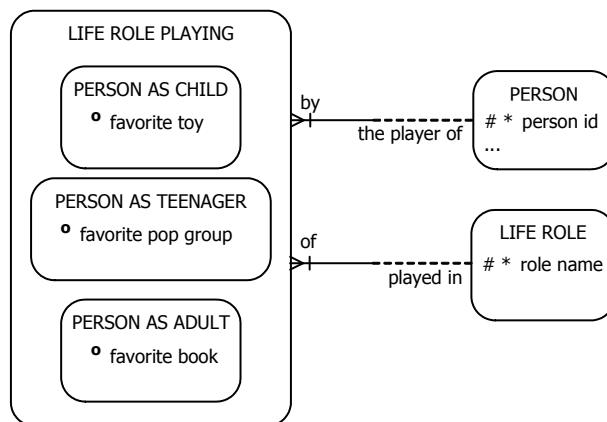 LIFE ROLE PLAYING
PERSON AS CHILD
o favorite toy
PERSON AS TEENAGER
o favorite pop group
PERSON AS ADULT
o favorite book
by
the player of
PERSON
# * person id
...
of
played in
LIFE ROLE
# * role name